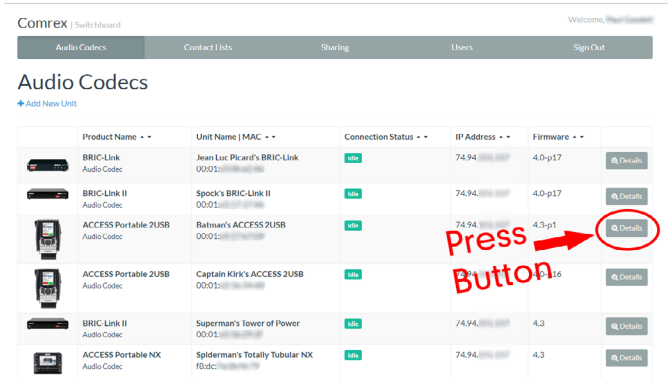 Comrex | Switchboard
Welcome,
Audio Codecs Contact Lists Sharing Users Sign Out
Audio Codecs
+ Add New Unit
Product Name Unit Name | MAC Connection Status IP Address Firmware
BRIC-Link Jean Luc Picard's BRIC-Link Idle 74.94. 4.0-p17 Details
Audio Codec 00:01:
BRIC-Link II Spock's BRIC-Link II Idle 74.94. 4.0-p17 Details
Audio Codec 00:01:
ACCESS Portable 2USB Batman's ACCESS 2USB Idle 74.94. 4.3-p1 Details
Audio Codec 00:01:
Press
Button
ACCESS Portable 2USB Captain Kirk's ACCESS 2USB Idle 74.94. 4.0-p16 Details
Audio Codec 00:01:
BRIC-Link II Superman's Tower of Power Idle 74.94. 4.3 Details
Audio Codec 00:01:
ACCESS Portable NX Spiderman's Totally Tubular NX Idle 74.94. 4.3 Details
Audio Codec f8:dc: